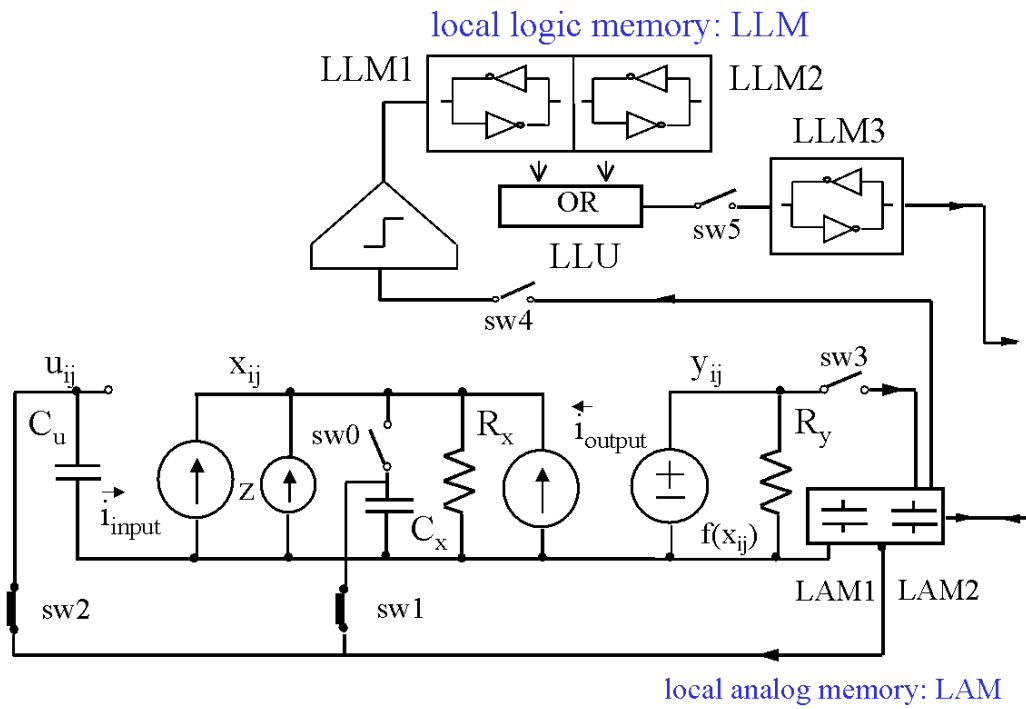 local logic memory: LLM
LLM1
LLM2
LLM3
OR
sw5
LLU
sw4
u_ij
x_ij
y_ij
sw3
C_u
sw0
R_x
i_output
R_y
z
+
−
i_input
C_x
f(x_ij)
LAM1
LAM2
sw2
sw1
local analog memory: LAM